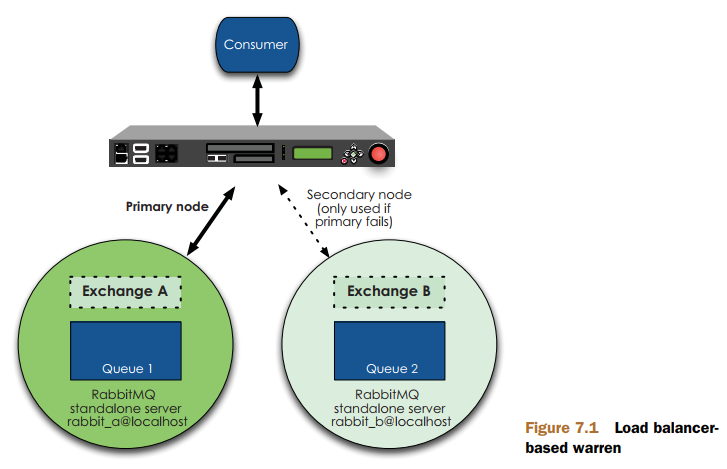 Consumer
Primary node
Secondary node
(only used if
primary fails)
Exchange A
Queue 1
RabbitMQ
standalone server
rabbit_a@localhost
Exchange B
Queue 2
RabbitMQ
standalone server
rabbit_b@localhost
Figure 7.1 Load balancer-
based warren